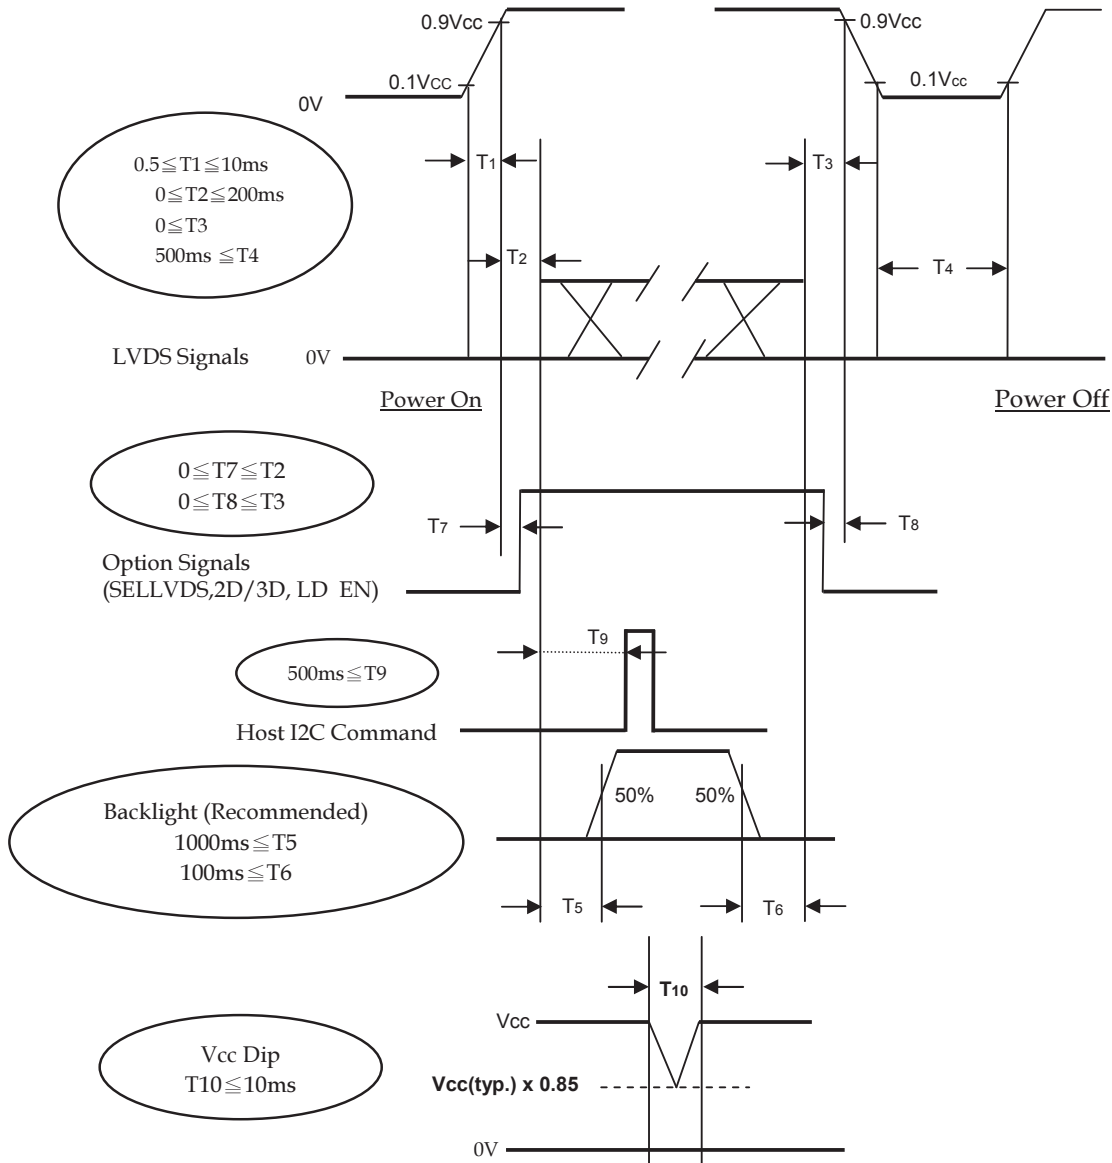 0.9Vcc
0.9Vcc
0.1Vcc
0.1Vcc
0V
0.5≦T1≦10ms
0≦T2≦200ms
0≦T3
500ms ≦T4
T1
T3
T2
T4
LVDS Signals
0V
Power On
Power Off
0≦T7≦T2
0≦T8≦T3
T7
T8
Option Signals
(SELLVDS,2D/3D, LD EN)
T9
500ms≦T9
Host I2C Command
50%
50%
Backlight (Recommended)
1000ms≦T5
100ms≦T6
T5
T6
T10
Vcc
Vcc Dip
T10≦10ms
Vcc(typ.) x 0.85
0V